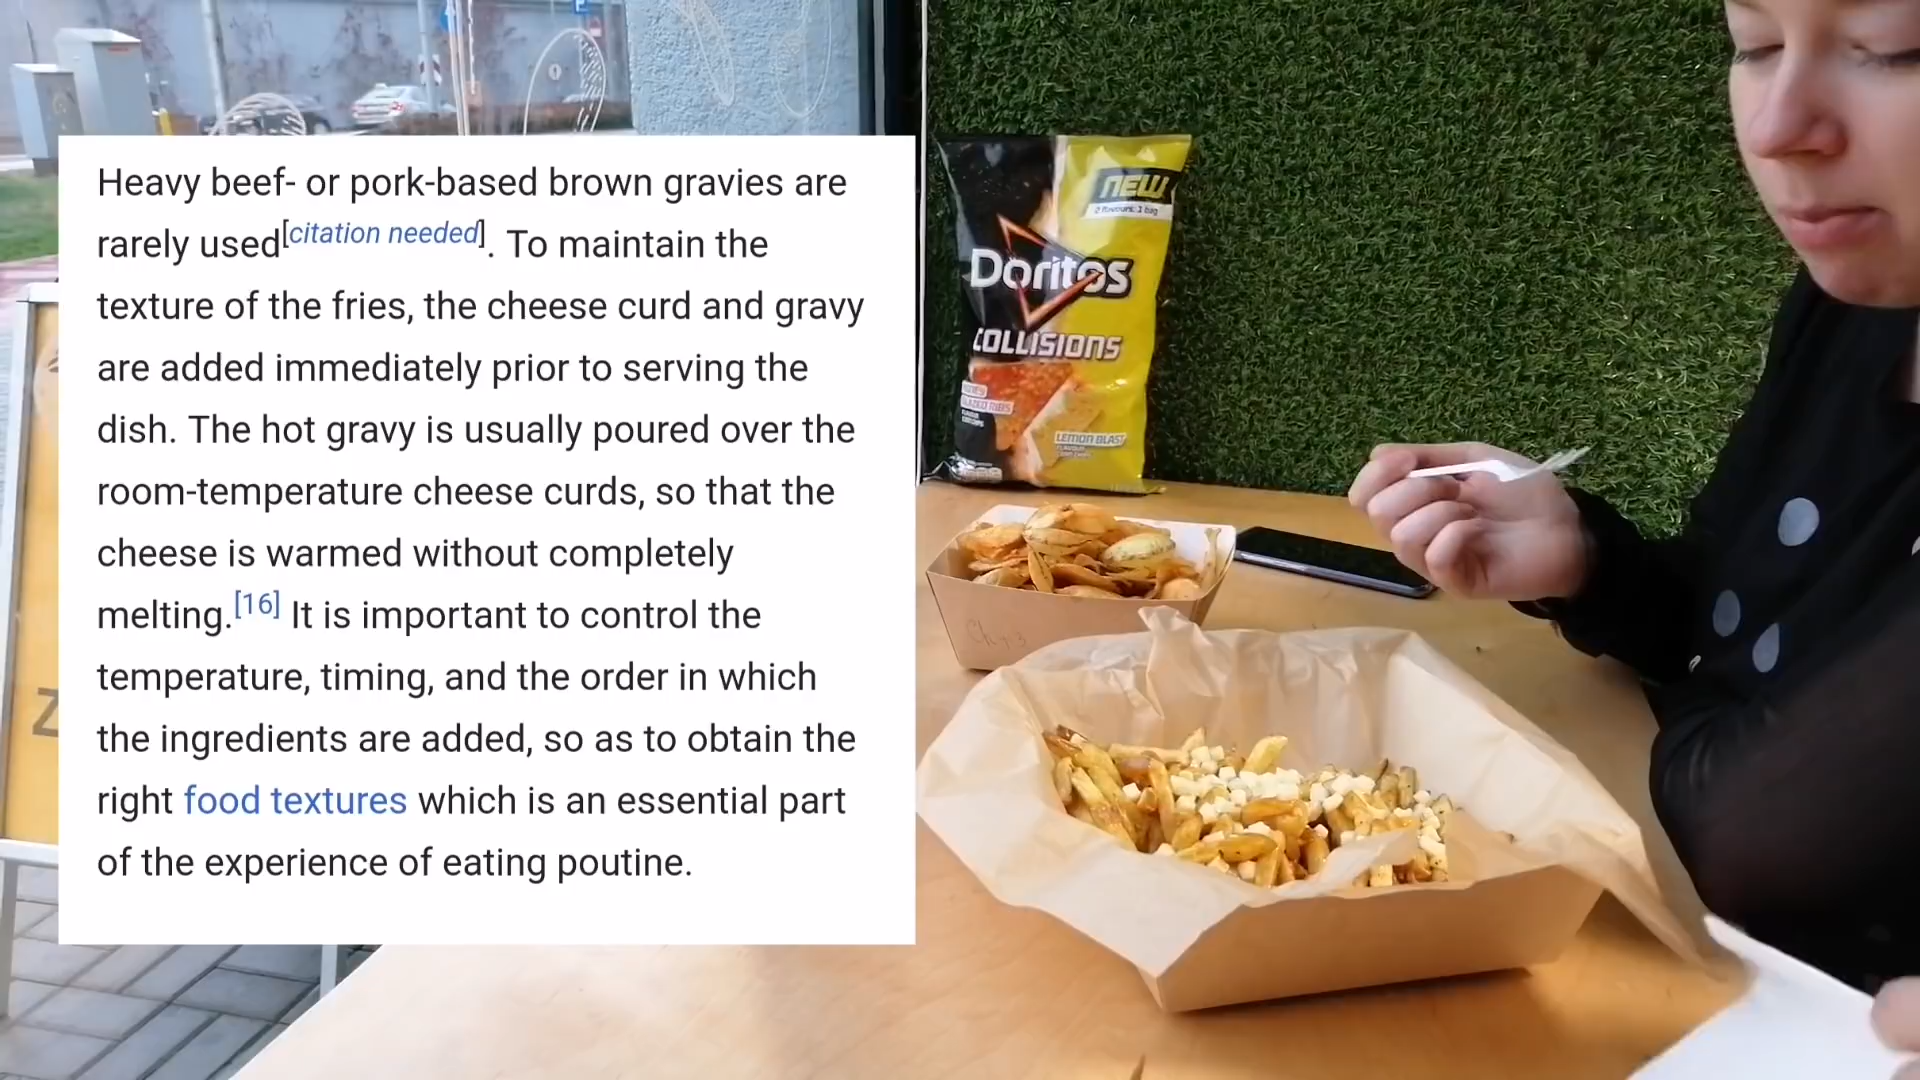 Heavy beef- or pork-based brown gravies are
rarely used[citation needed]. To maintain the
texture of the fries, the cheese curd and gravy
are added immediately prior to serving the
dish. The hot gravy is usually poured over the
room-temperature cheese curds, so that the
cheese is warmed without completely
melting.[16] It is important to control the
temperature, timing, and the order in which
the ingredients are added, so as to obtain the
right food textures which is an essential part
of the experience of eating poutine.
NEW
2 flavours: 1 bag
Doritos
COLLISIONS
LEMON BLAST
Z